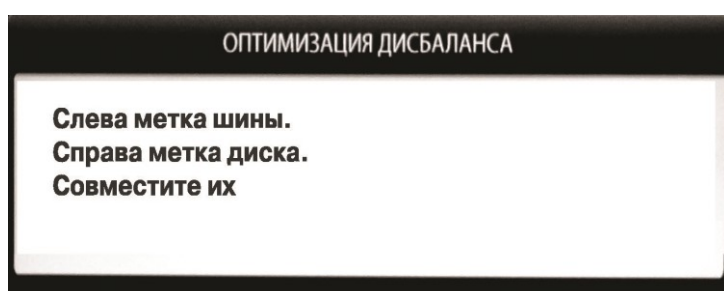 ОПТИМИЗАЦИЯ ДИСБАЛАНСА
Слева метка шины.
Справа метка диска.
Совместите их